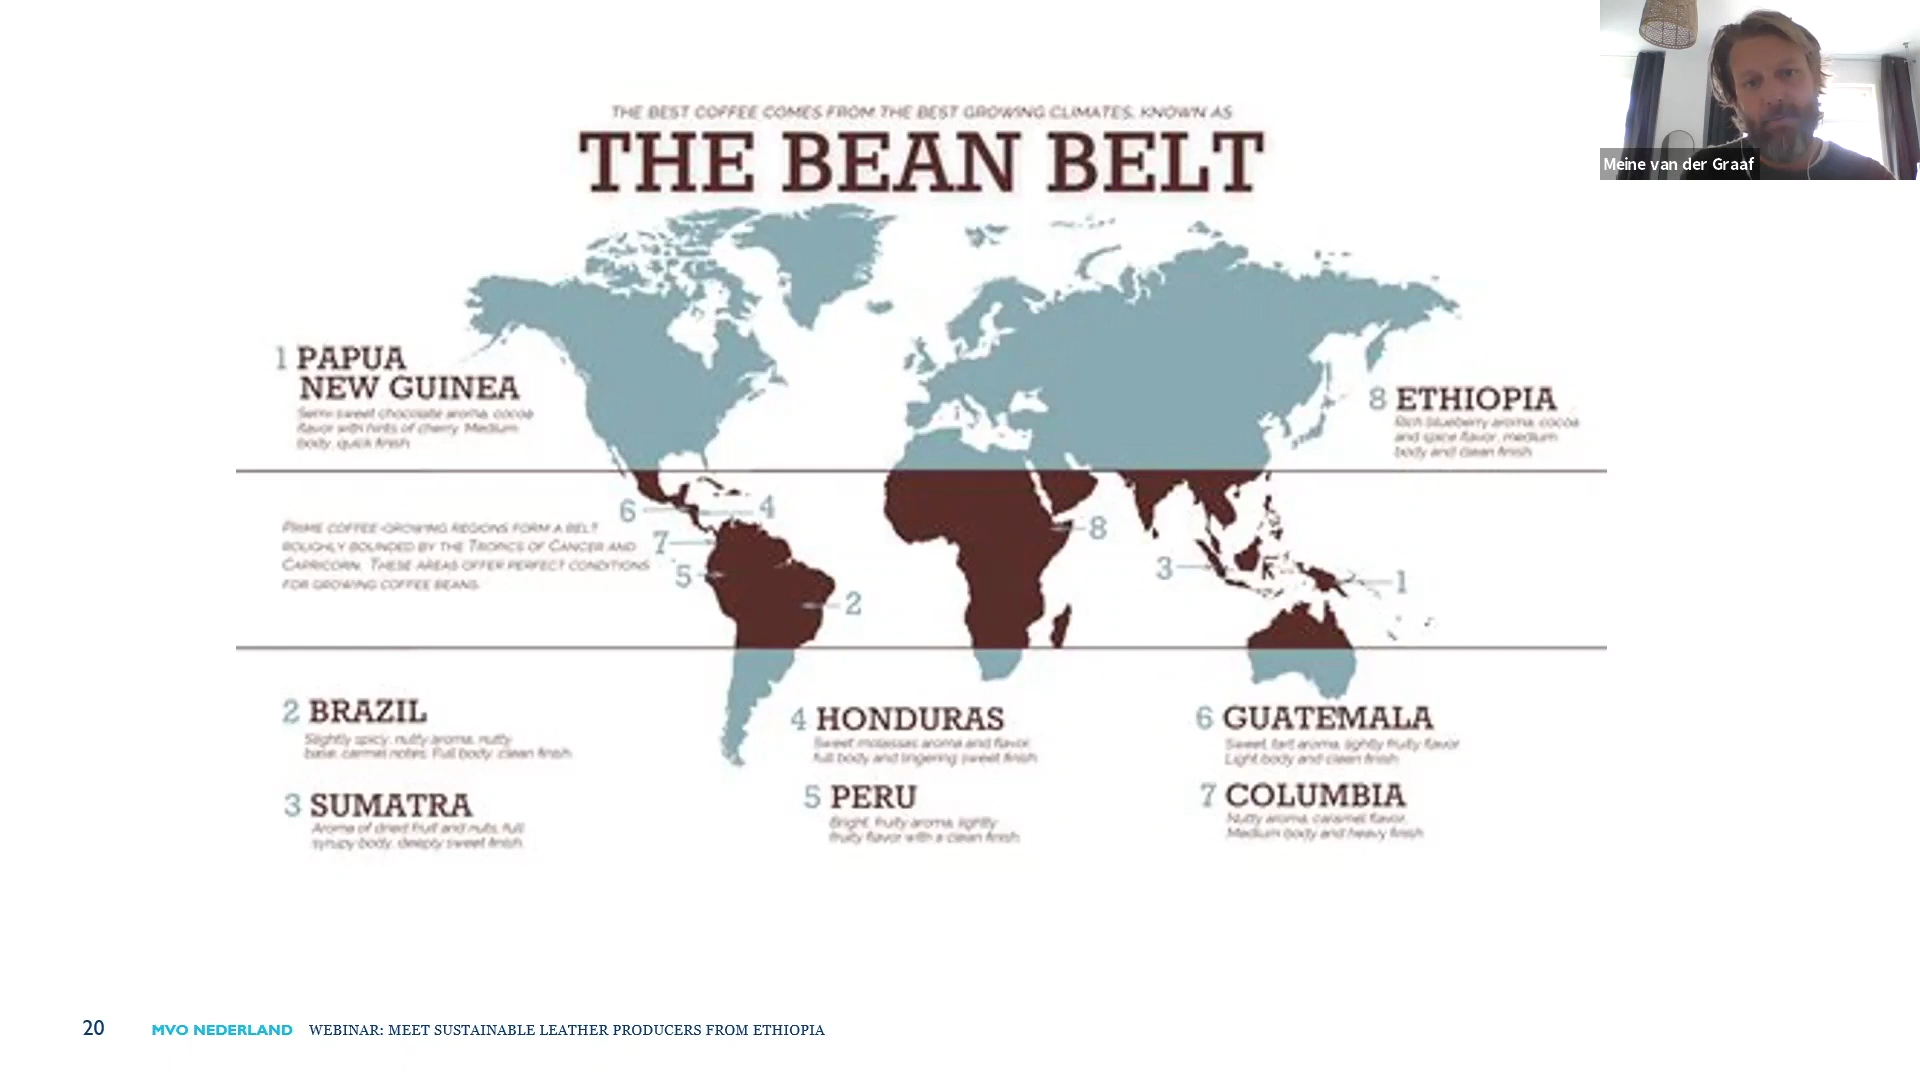 THE BEST COFFEE COMES FROM THE BEST GROWING CLIMATES, KNOWN AS
THE BEAN BELT
Meine van der Graaf
1 PAPUA
NEW GUINEA
Semi-sweet chocolate aroma, cocoa
flavor with hints of cherry. Medium
body, quick finish
8 ETHIOPIA
Rich blueberry aroma, cocoa
and spice flavor, medium
body and clean finish
PRIME COFFEE-GROWING REGIONS FORM A BELT
ROUGHLY BOUNDED BY THE TROPICS OF CANCER AND
CAPRICORN. THESE AREAS OFFER PERFECT CONDITIONS
FOR GROWING COFFEE BEANS.
6
4
7
5
2
8
3
1
2 BRAZIL
Slightly spicy, nutty aroma, nutty
base, carmel notes. Full body, clean finish
3 SUMATRA
Aroma of dried fruit and nuts, full
syrupy body, deeply sweet finish
4 HONDURAS
Sweet molasses aroma and flavor,
full body and lingering sweet finish
5 PERU
Bright, fruity aroma, lightly
fruity flavor with a clean finish
6 GUATEMALA
Sweet, tart aroma, lightly fruity flavor
Light body and clean finish
7 COLUMBIA
Nutty aroma, caramel flavor,
Medium body and heavy finish
20 MVO NEDERLAND WEBINAR: MEET SUSTAINABLE LEATHER PRODUCERS FROM ETHIOPIA